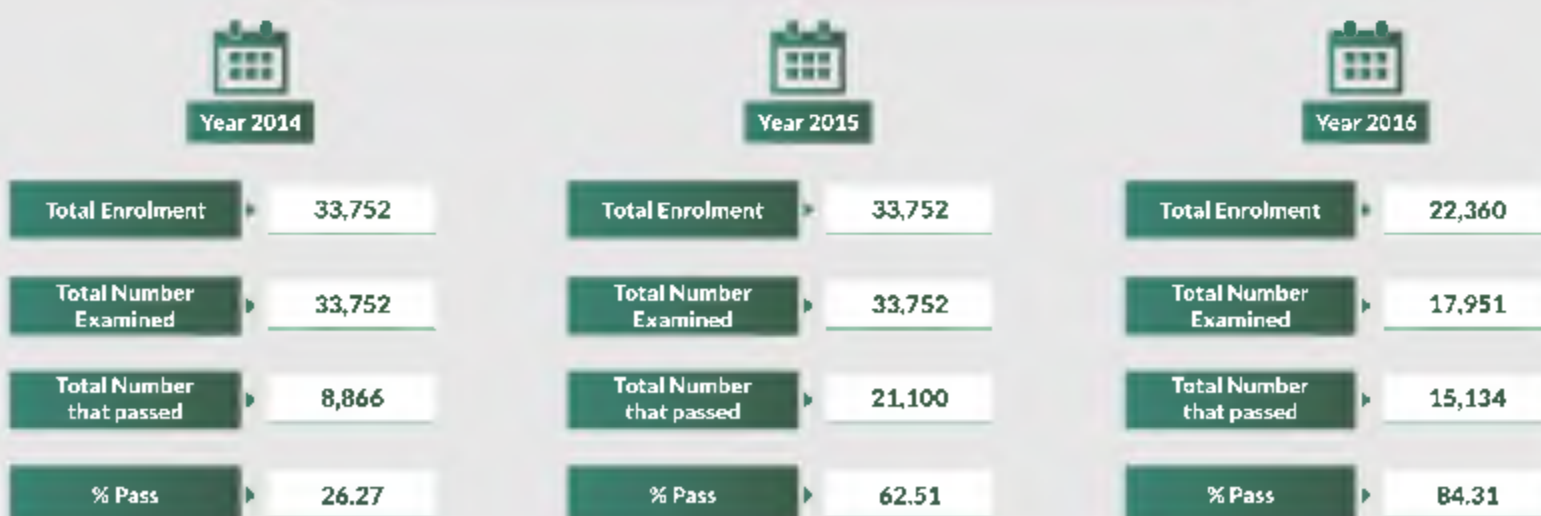 Year 2014
Total Enrolment
33,752
Total Number
Examined
33,752
Total Number
that passed
8,866
% Pass
26.27
Year 2015
Total Enrolment
33,752
Total Number
Examined
33,752
Total Number
that passed
21,100
% Pass
62.51
Year 2016
Total Enrolment
22,360
Total Number
Examined
17,951
Total Number
that passed
15,134
% Pass
84.31